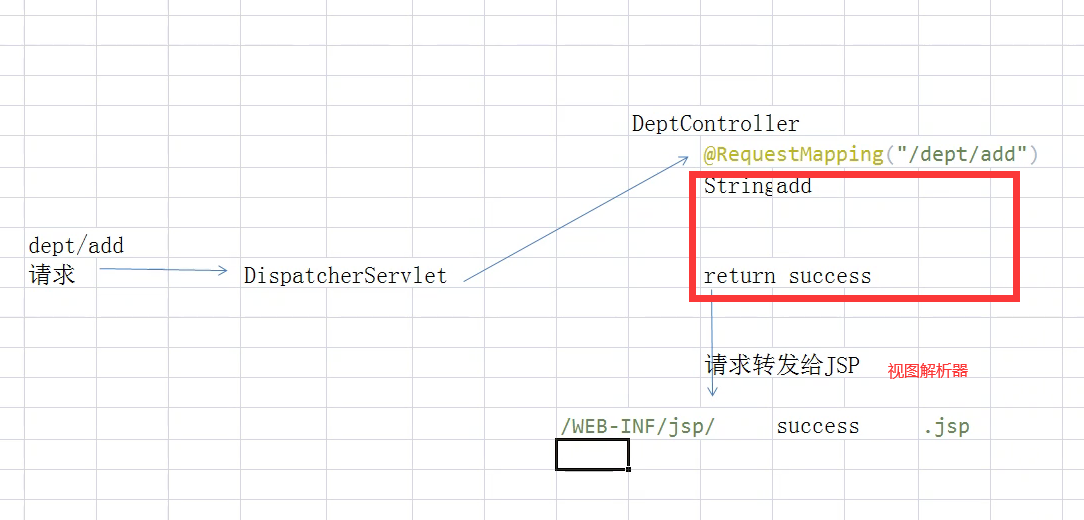 DeptController
@RequestMapping("/dept/add")
Stringadd
dept/add
请求
DispatcherServlet
return success
请求转发给JSP 视图解析器
/WEB-INF/jsp/ success .jsp